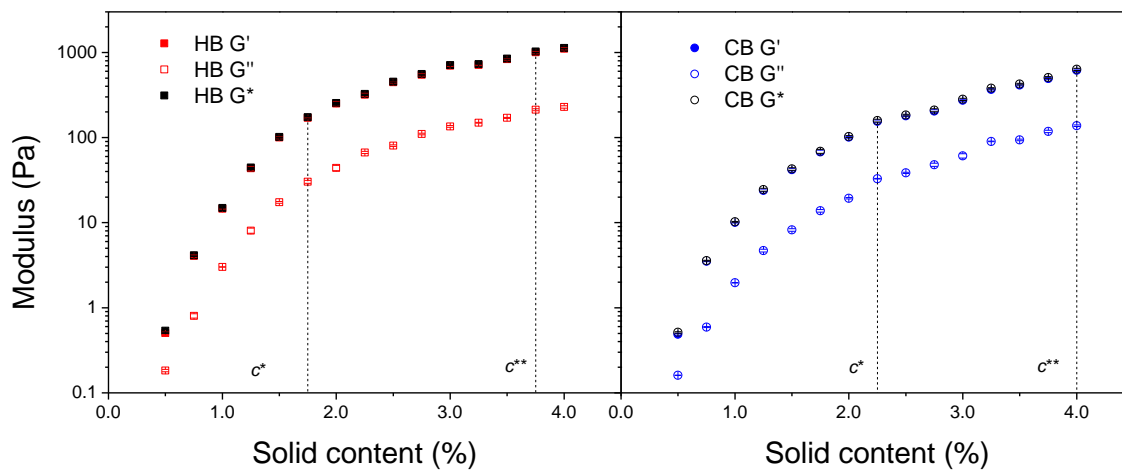 Modulus (Pa)
1000
100
10
1
0.1
HB G'
HB G''
HB G*
c*
c**
0.0
1.0
2.0
3.0
4.0
Solid content (%)
CB G'
CB G''
CB G*
c*
c**
0.0
1.0
2.0
3.0
4.0
Solid content (%)